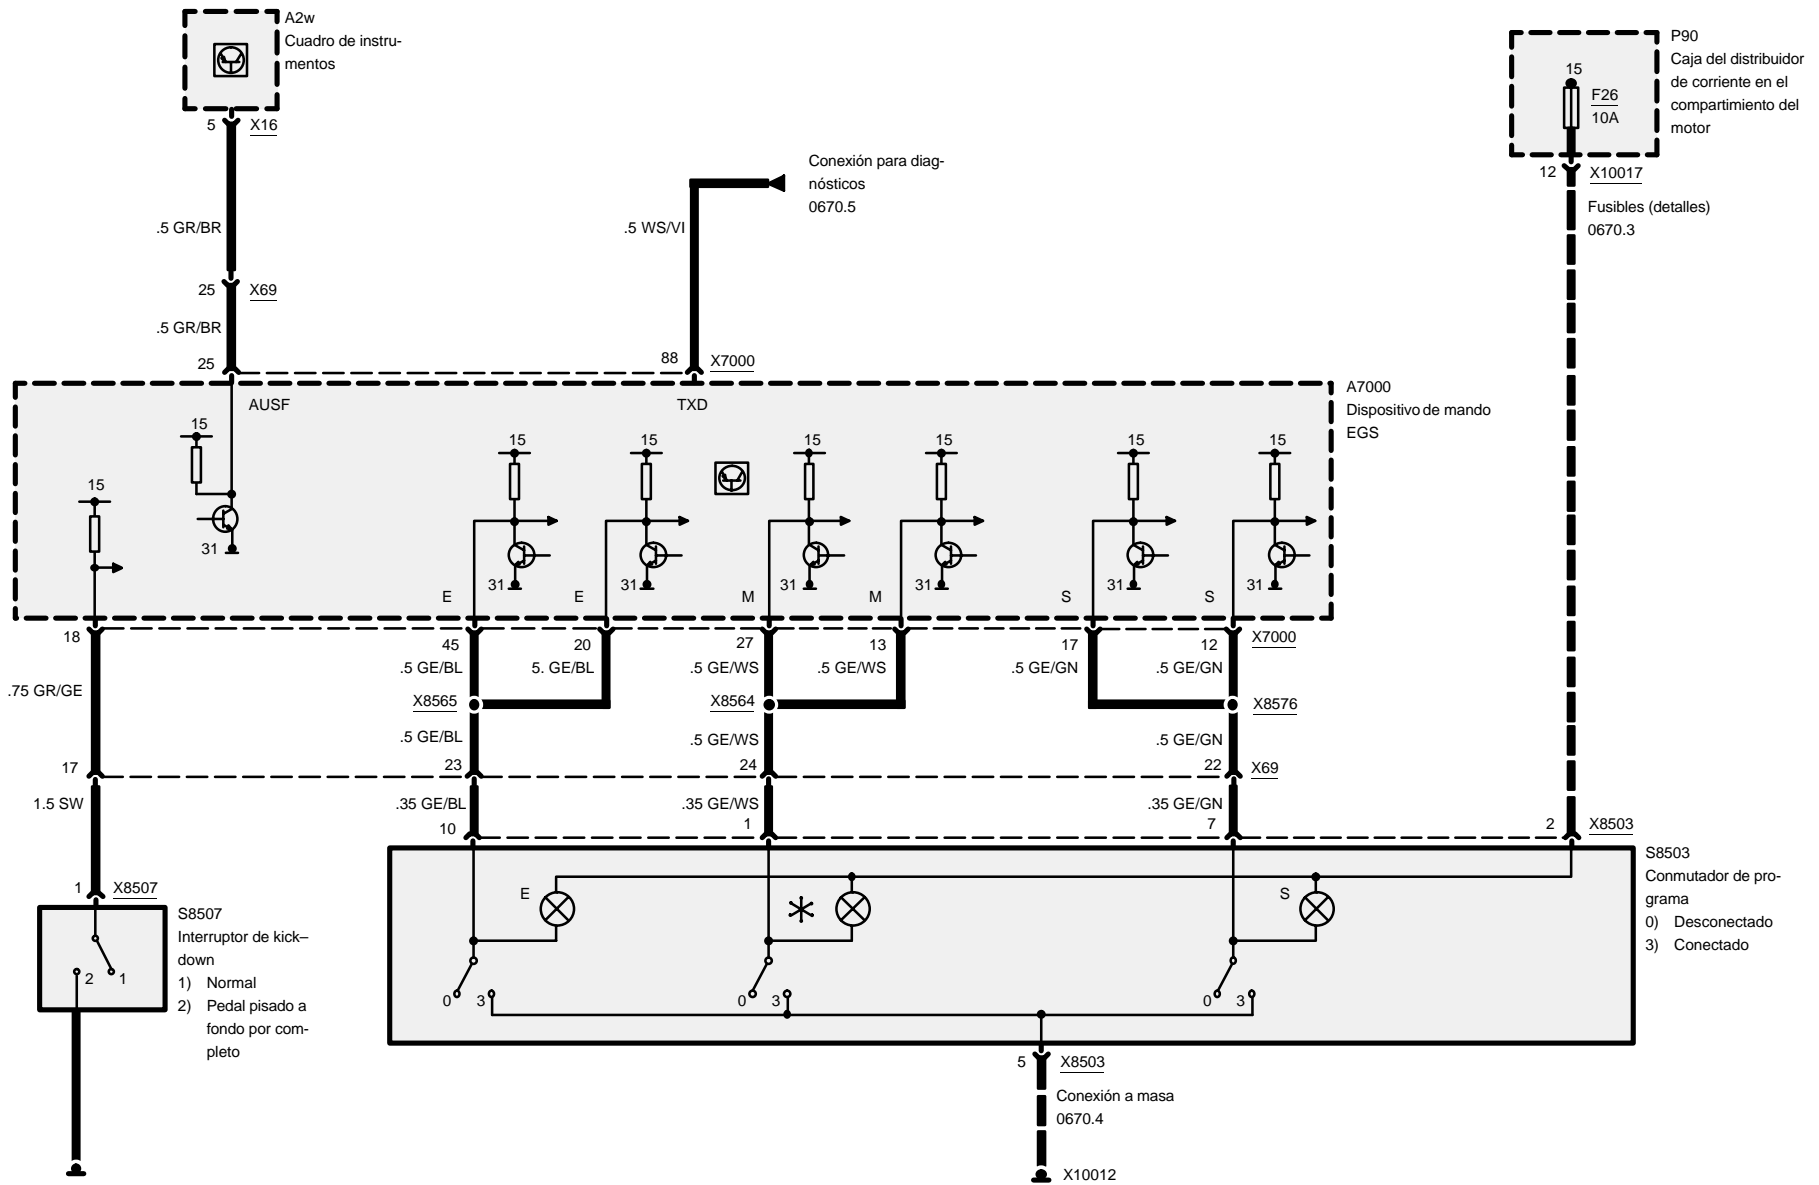 A2w
Cuadro de instru-
mentos
5 X16
P90
Caja del distribuidor
de corriente en el
compartimiento del
motor
15
F26
10A
12 X10017
Fusibles (detalles)
0670.3
Conexión para diag-
nósticos
0670.5
.5 GR/BR
.5 WS/VI
25 X69
.5 GR/BR
25
88 X7000
A7000
Dispositivo de mando
EGS
AUSF
TXD
15
15 15 15 15 15 15
15
31
31 31 31 31 31 31
E E M M S S
18 45 20 27 13 17 12 X7000
.5 GE/BL 5. GE/BL .5 GE/WS .5 GE/WS .5 GE/GN .5 GE/GN
.75 GR/GE
X8565 X8564 X8576
.5 GE/BL .5 GE/WS .5 GE/GN
17 23 24 22 X69
1.5 SW .35 GE/BL .35 GE/WS .35 GE/GN
10 1 7 2 X8503
S8503
Conmutador de pro-
grama
0) Desconectado
3) Conectado
1 X8507
S8507
Interruptor de kick–
down
1) Normal
2) Pedal pisado a
fondo por com-
pleto
E S
2 1
0 3 0 3 0 3
5 X8503
Conexión a masa
0670.4
X10012